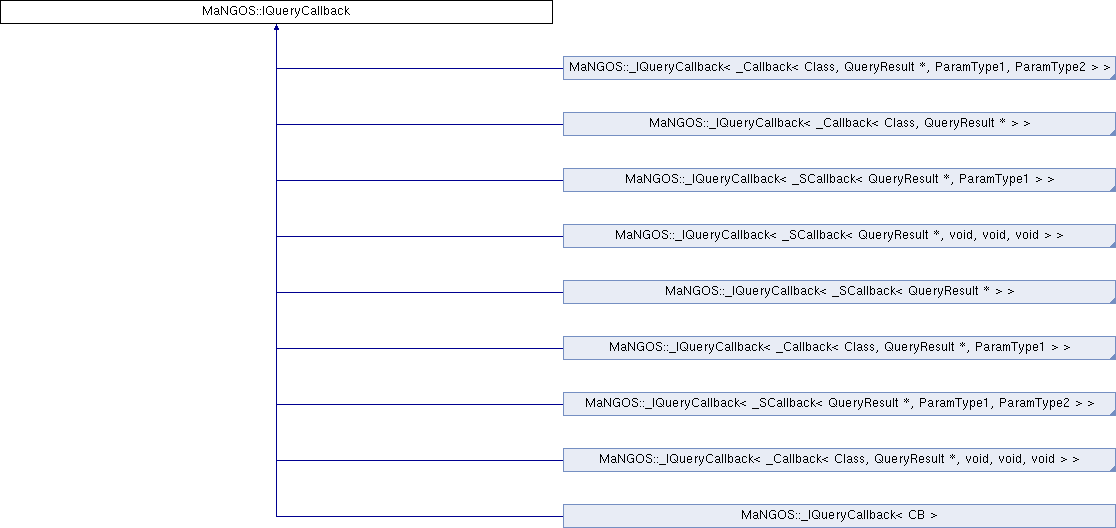 MaNGOS::IQueryCallback
MaNGOS::_IQueryCallback< _Callback< Class, QueryResult *, ParamType1, ParamType2 > >
MaNGOS::_IQueryCallback< _Callback< Class, QueryResult * > >
MaNGOS::_IQueryCallback< _SCallback< QueryResult *, ParamType1 > >
MaNGOS::_IQueryCallback< _SCallback< QueryResult *, void, void, void > >
MaNGOS::_IQueryCallback< _SCallback< QueryResult * > >
MaNGOS::_IQueryCallback< _Callback< Class, QueryResult *, ParamType1 > >
MaNGOS::_IQueryCallback< _SCallback< QueryResult *, ParamType1, ParamType2 > >
MaNGOS::_IQueryCallback< _Callback< Class, QueryResult *, void, void, void > >
MaNGOS::_IQueryCallback< CB >